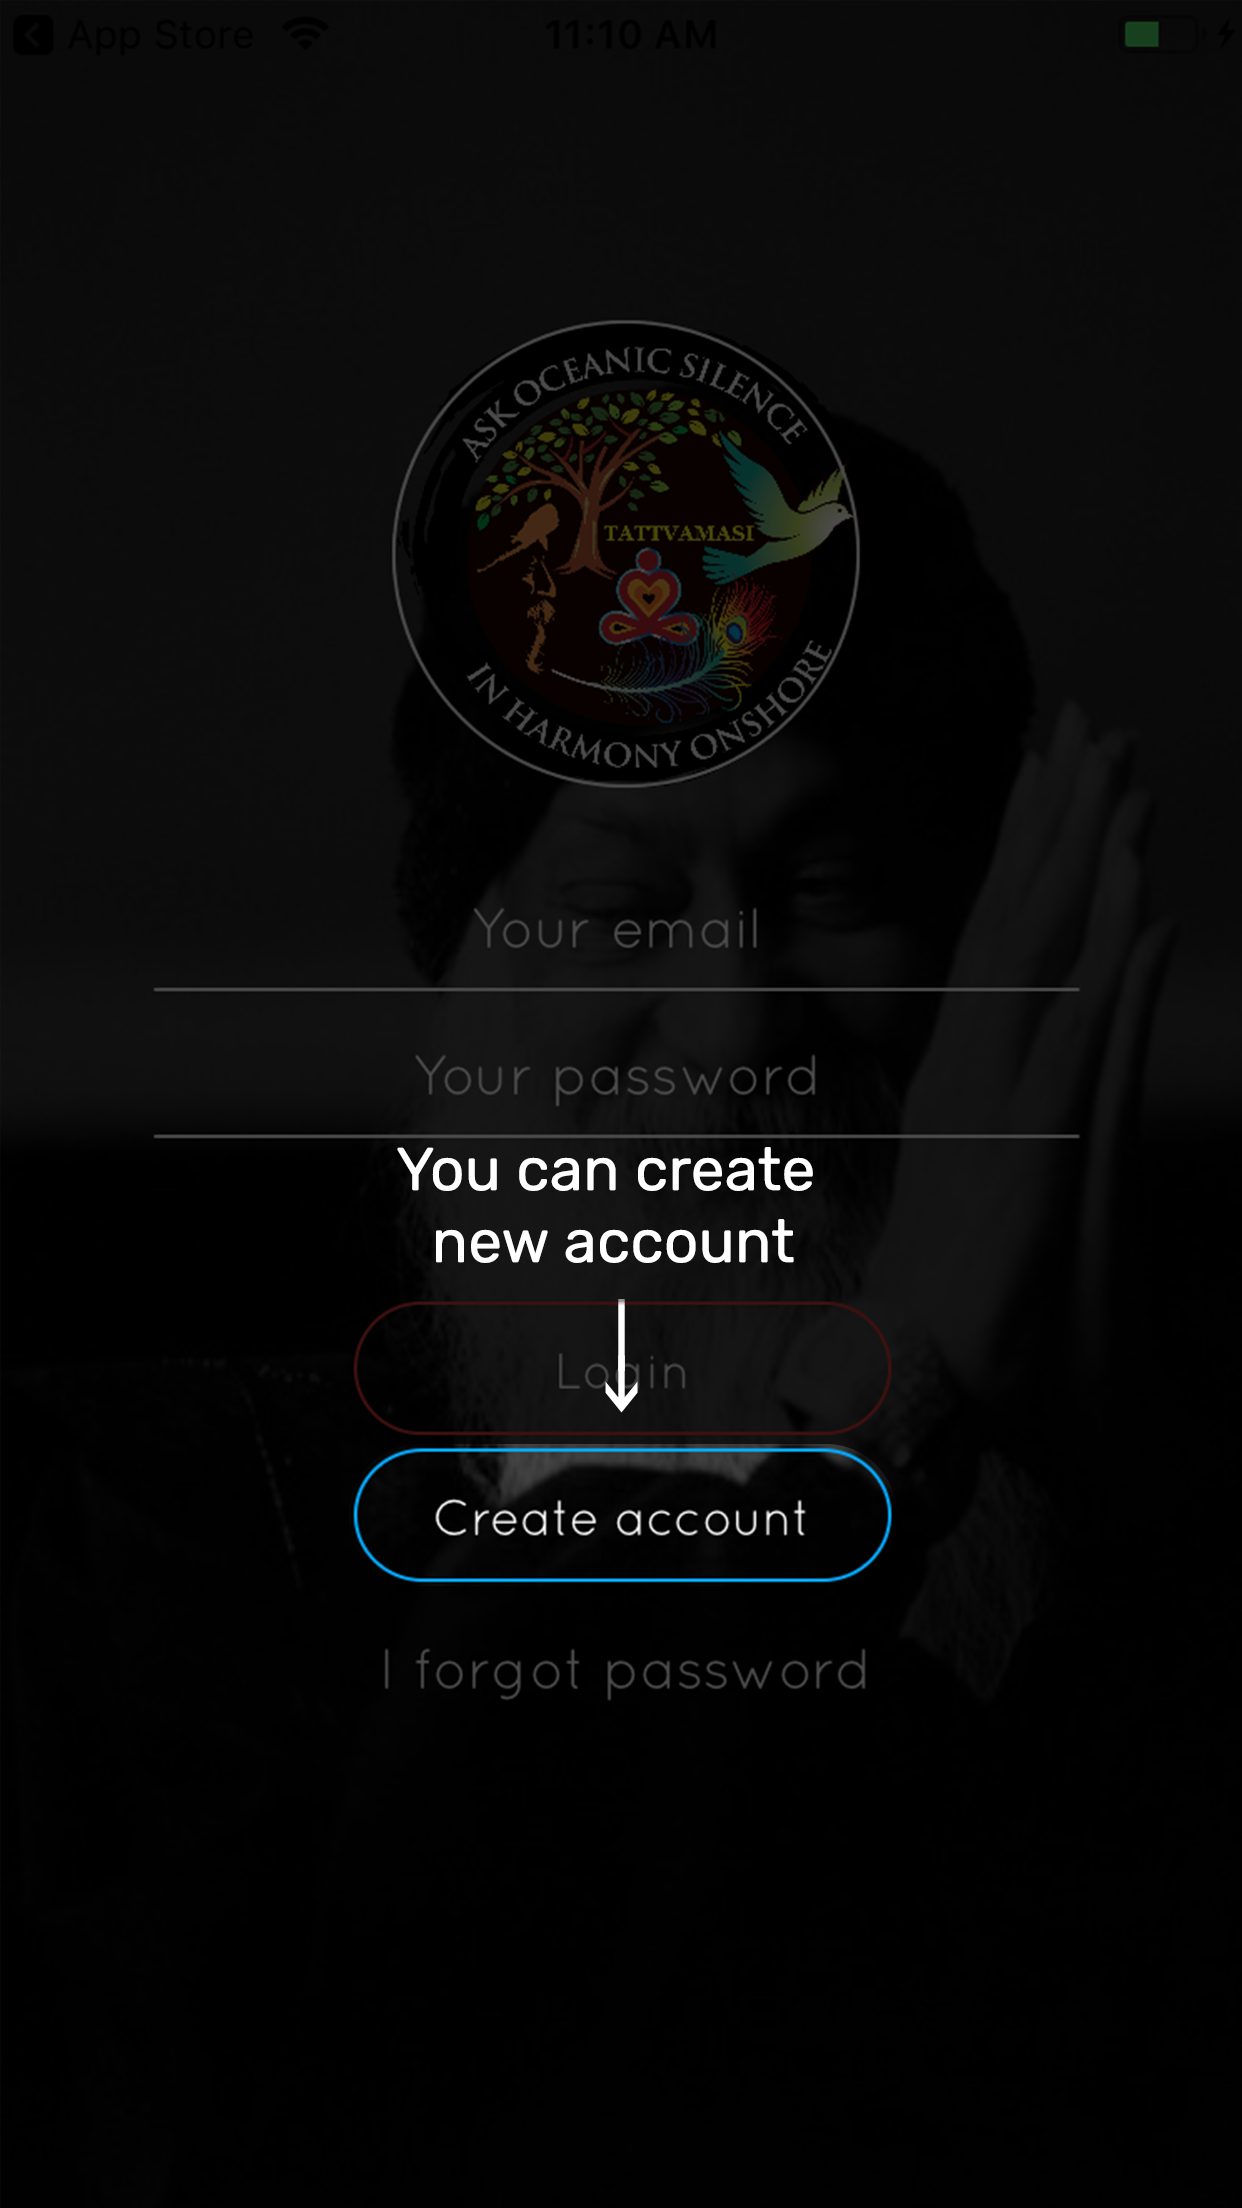 App Store
11:10 AM
ASK OCEANIC SILENCE
TATTVAMASI
IN HARMONY ONSHORE
Your email
Your password
You can create
new account
Login
Create account
I forgot password